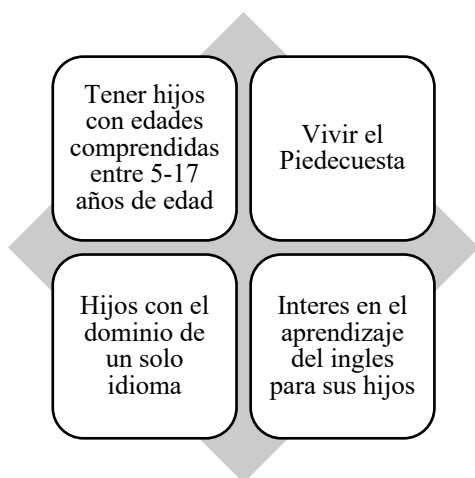 Tener hijos
con edades
comprendidas
entre 5-17
años de edad
Vivir el
Piedecuesta
Hijos con el
dominio de
un solo
idioma
Interes en el
aprendizaje
del ingles
para sus hijos